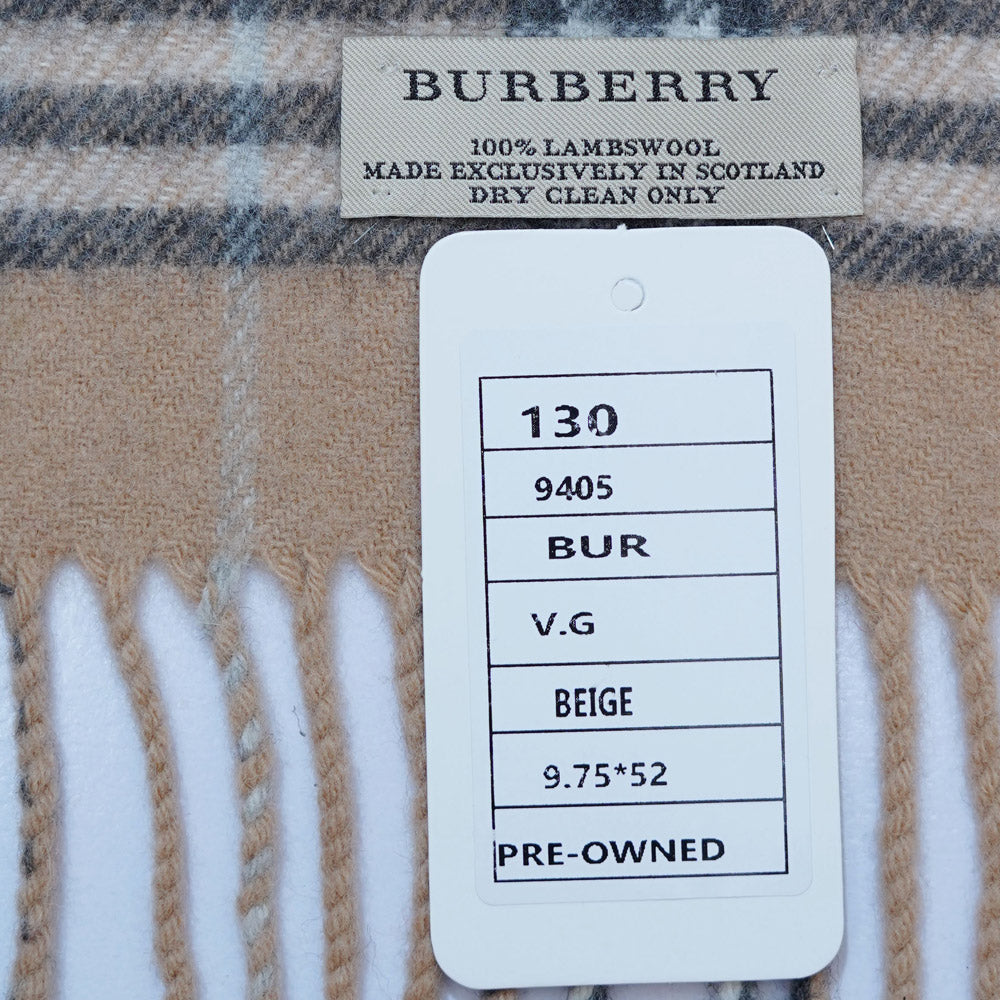 BURBERRY
100% LAMBSWOOL
MADE EXCLUSIVELY IN SCOTLAND
DRY CLEAN ONLY
130
9405
BUR
V.G
BEIGE
9.75*52
PRE-OWNED